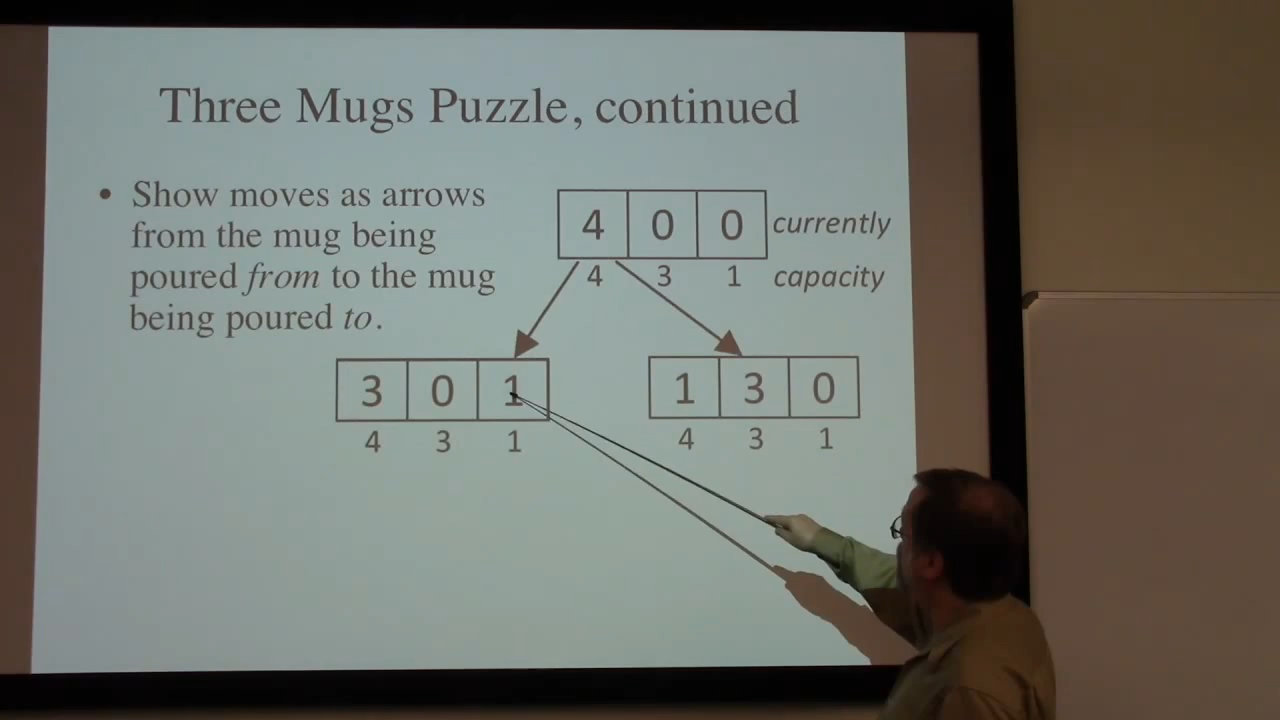 Three Mugs Puzzle, continued
• Show moves as arrows
from the mug being
poured from to the mug
being poured to.
4 0 0 currently
4 3 1 capacity
3 0 1
4 3 1
1 3 0
4 3 1